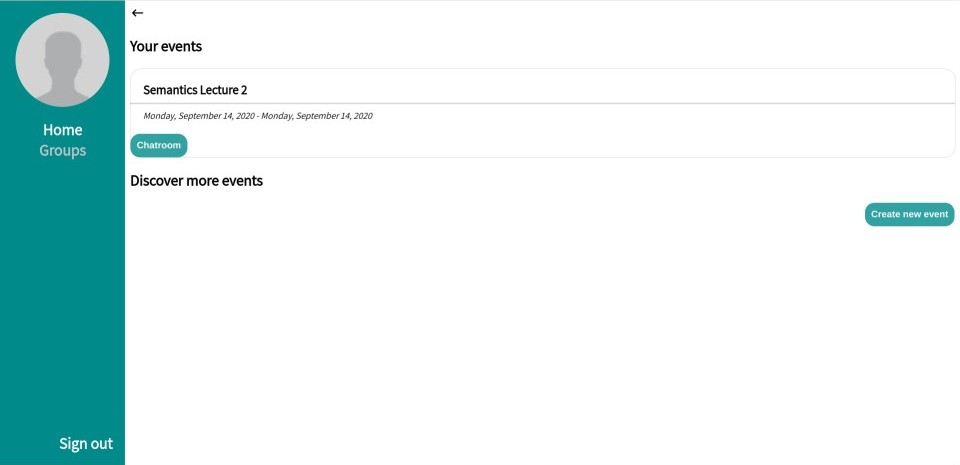 Home
Groups
Sign out
Your events
Semantics Lecture 2
Monday, September 14, 2020 - Monday, September 14, 2020
Chatroom
Discover more events
Create new event